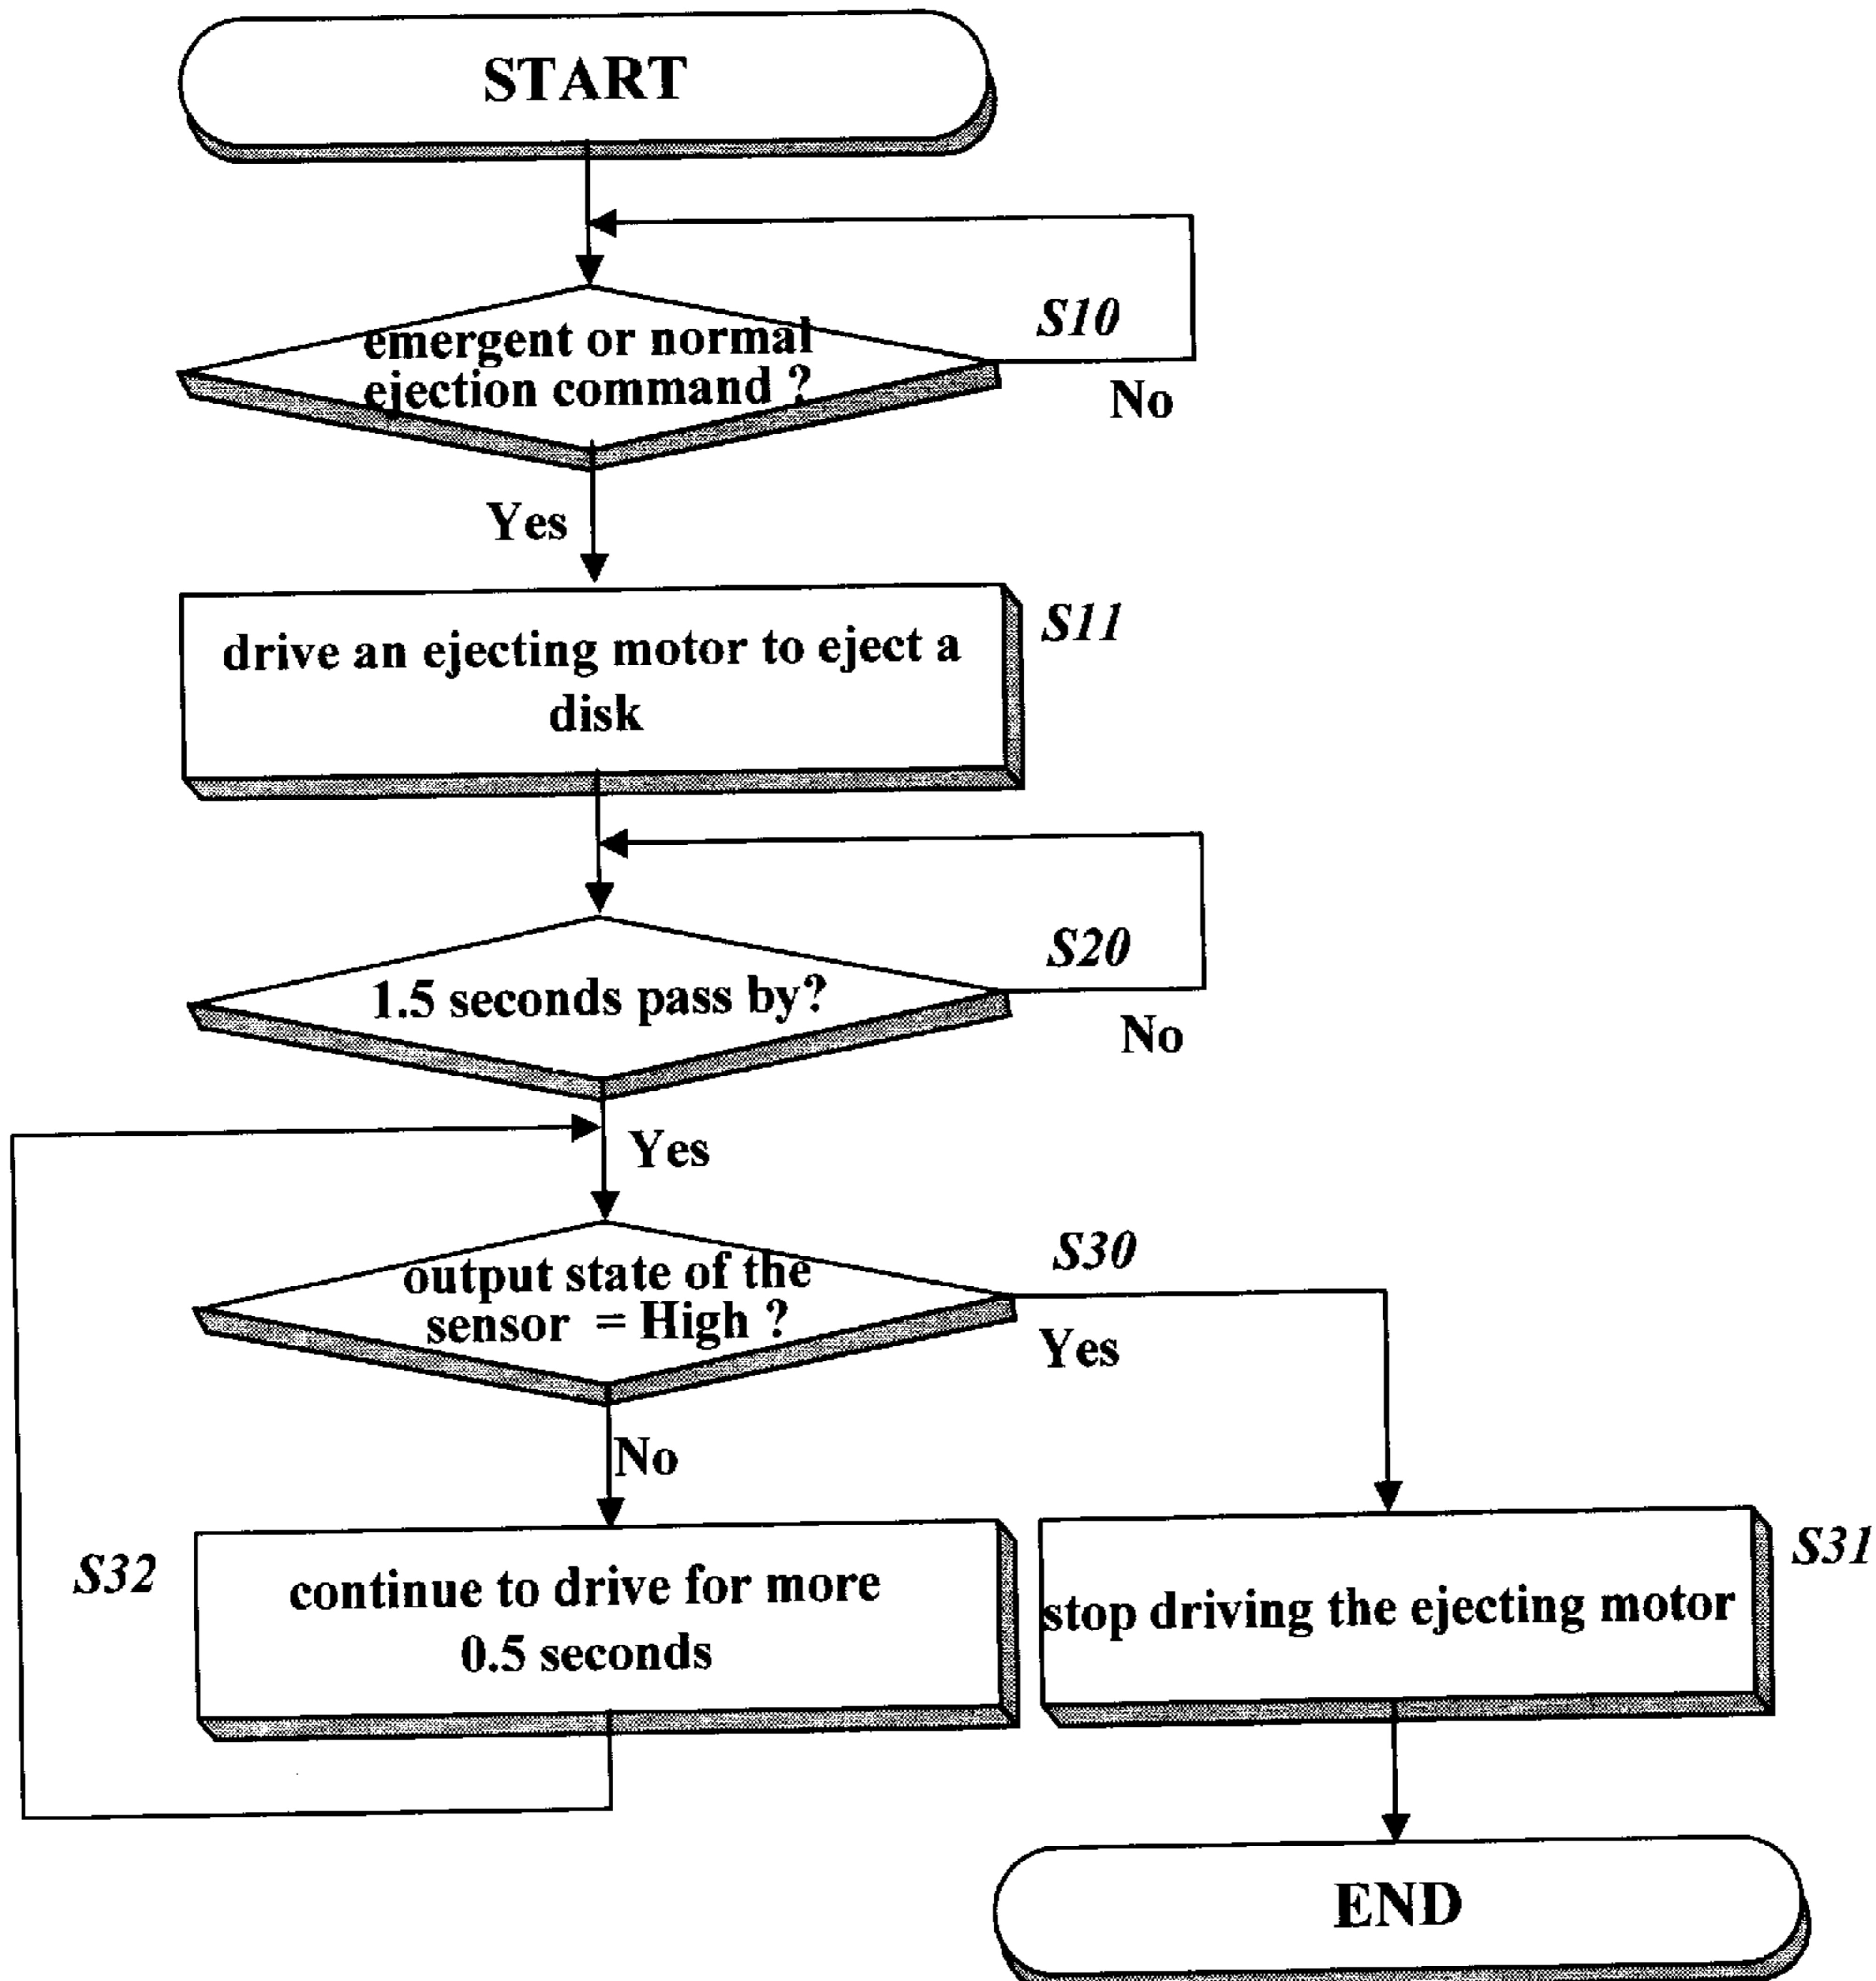 START
emergent or normal
ejection command ?
S10
No
Yes
drive an ejecting motor to eject a
disk
S11
1.5 seconds pass by?
S20
No
Yes
output state of the
sensor = High ?
S30
Yes
No
S32
continue to drive for more
0.5 seconds
stop driving the ejecting motor
S31
END